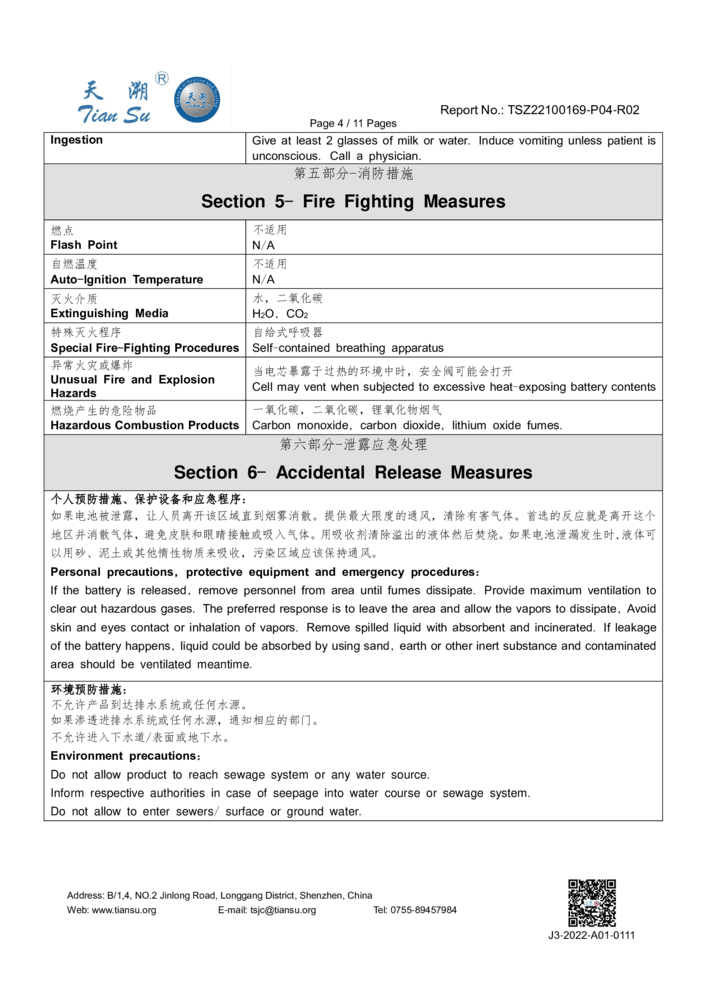 天 溯 ®
Tian Su
Report No.: TSZ22100169-P04-R02
Page 4 / 11 Pages
Ingestion
Give at least 2 glasses of milk or water. Induce vomiting unless patient is
unconscious. Call a physician.
第五部分-消防措施
Section 5- Fire Fighting Measures
燃点
Flash Point
不适用
N/A
自燃温度
Auto-Ignition Temperature
不适用
N/A
灭火介质
Extinguishing Media
水，二氧化碳
H₂O, CO₂
特殊灭火程序
Special Fire-Fighting Procedures
自给式呼吸器
Self-contained breathing apparatus
异常火灾或爆炸
Unusual Fire and Explosion
Hazards
当电芯暴露于过热的环境中时，安全阀可能会打开
Cell may vent when subjected to excessive heat-exposing battery contents
燃烧产生的危险物品
Hazardous Combustion Products
一氧化碳，二氧化碳，锂氧化物烟气
Carbon monoxide, carbon dioxide, lithium oxide fumes.
第六部分-泄露应急处理
Section 6- Accidental Release Measures
个人预防措施、保护设备和应急程序：
如果电池被泄露，让人员离开该区域直到烟雾消散。提供最大限度的通风，清除有害气体。首选的反应就是离开这个
地区并消散气体，避免皮肤和眼睛接触或吸入气体。用吸收剂清除溢出的液体然后焚烧。如果电池泄漏发生时,液体可
以用砂、泥土或其他惰性物质来吸收，污染区域应该保持通风。
Personal precautions, protective equipment and emergency procedures：
If the battery is released, remove personnel from area until fumes dissipate. Provide maximum ventilation to
clear out hazardous gases. The preferred response is to leave the area and allow the vapors to dissipate, Avoid
skin and eyes contact or inhalation of vapors. Remove spilled liquid with absorbent and incinerated. If leakage
of the battery happens, liquid could be absorbed by using sand, earth or other inert substance and contaminated
area should be ventilated meantime.
环境预防措施：
不允许产品到达排水系统或任何水源。
如果渗透进排水系统或任何水源，通知相应的部门。
不允许进入下水道/表面或地下水。
Environment precautions：
Do not allow product to reach sewage system or any water source.
Inform respective authorities in case of seepage into water course or sewage system.
Do not allow to enter sewers/ surface or ground water.
Address: B/1,4, NO.2 Jinlong Road, Longgang District, Shenzhen, China
Web: www.tiansu.org E-mail: tsjc@tiansu.org Tel: 0755-89457984
J3-2022-A01-0111